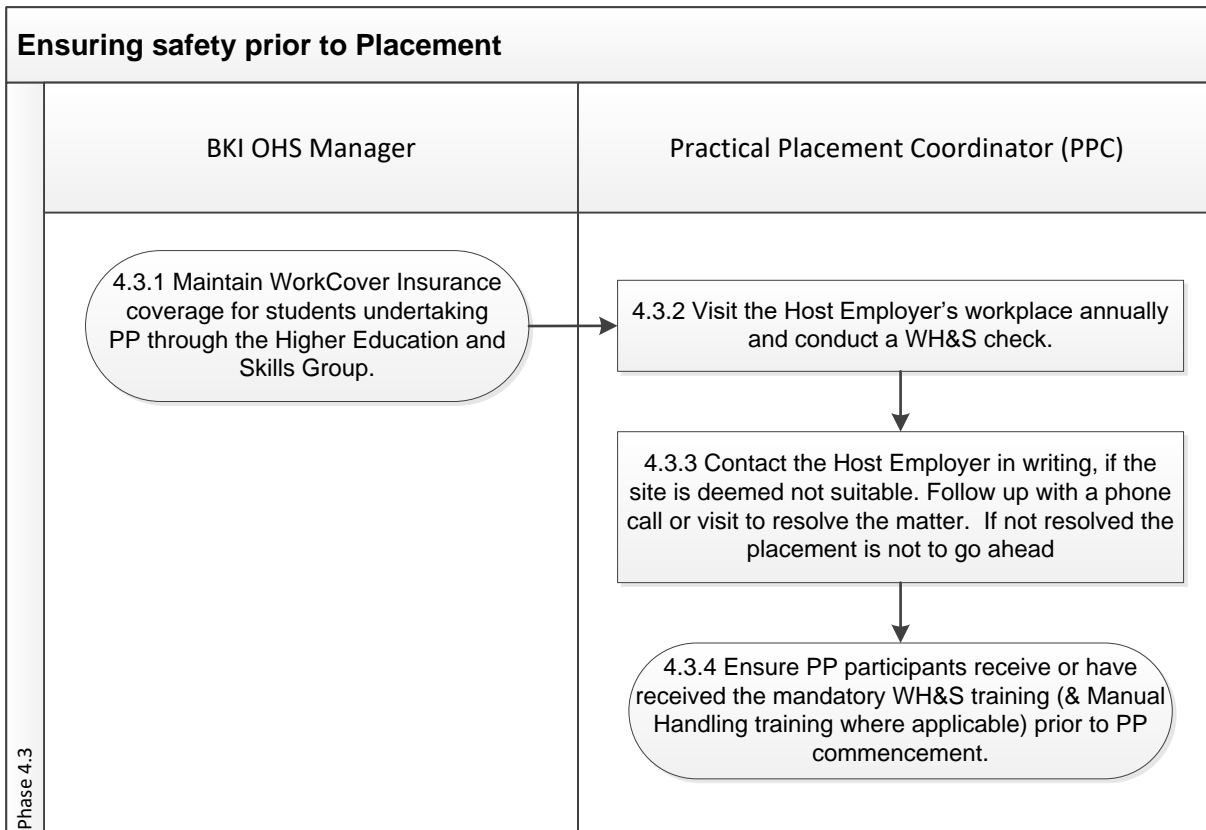 Ensuring safety prior to Placement
BKI OHS Manager
Practical Placement Coordinator (PPC)
4.3.1 Maintain WorkCover Insurance
coverage for students undertaking
PP through the Higher Education and
Skills Group.
4.3.2 Visit the Host Employer’s workplace annually
and conduct a WH&S check.
4.3.3 Contact the Host Employer in writing, if the
site is deemed not suitable. Follow up with a phone
call or visit to resolve the matter.  If not resolved the
placement is not to go ahead
4.3.4 Ensure PP participants receive or have
received the mandatory WH&S training (& Manual
Handling training where applicable) prior to PP
commencement.
Phase 4.3